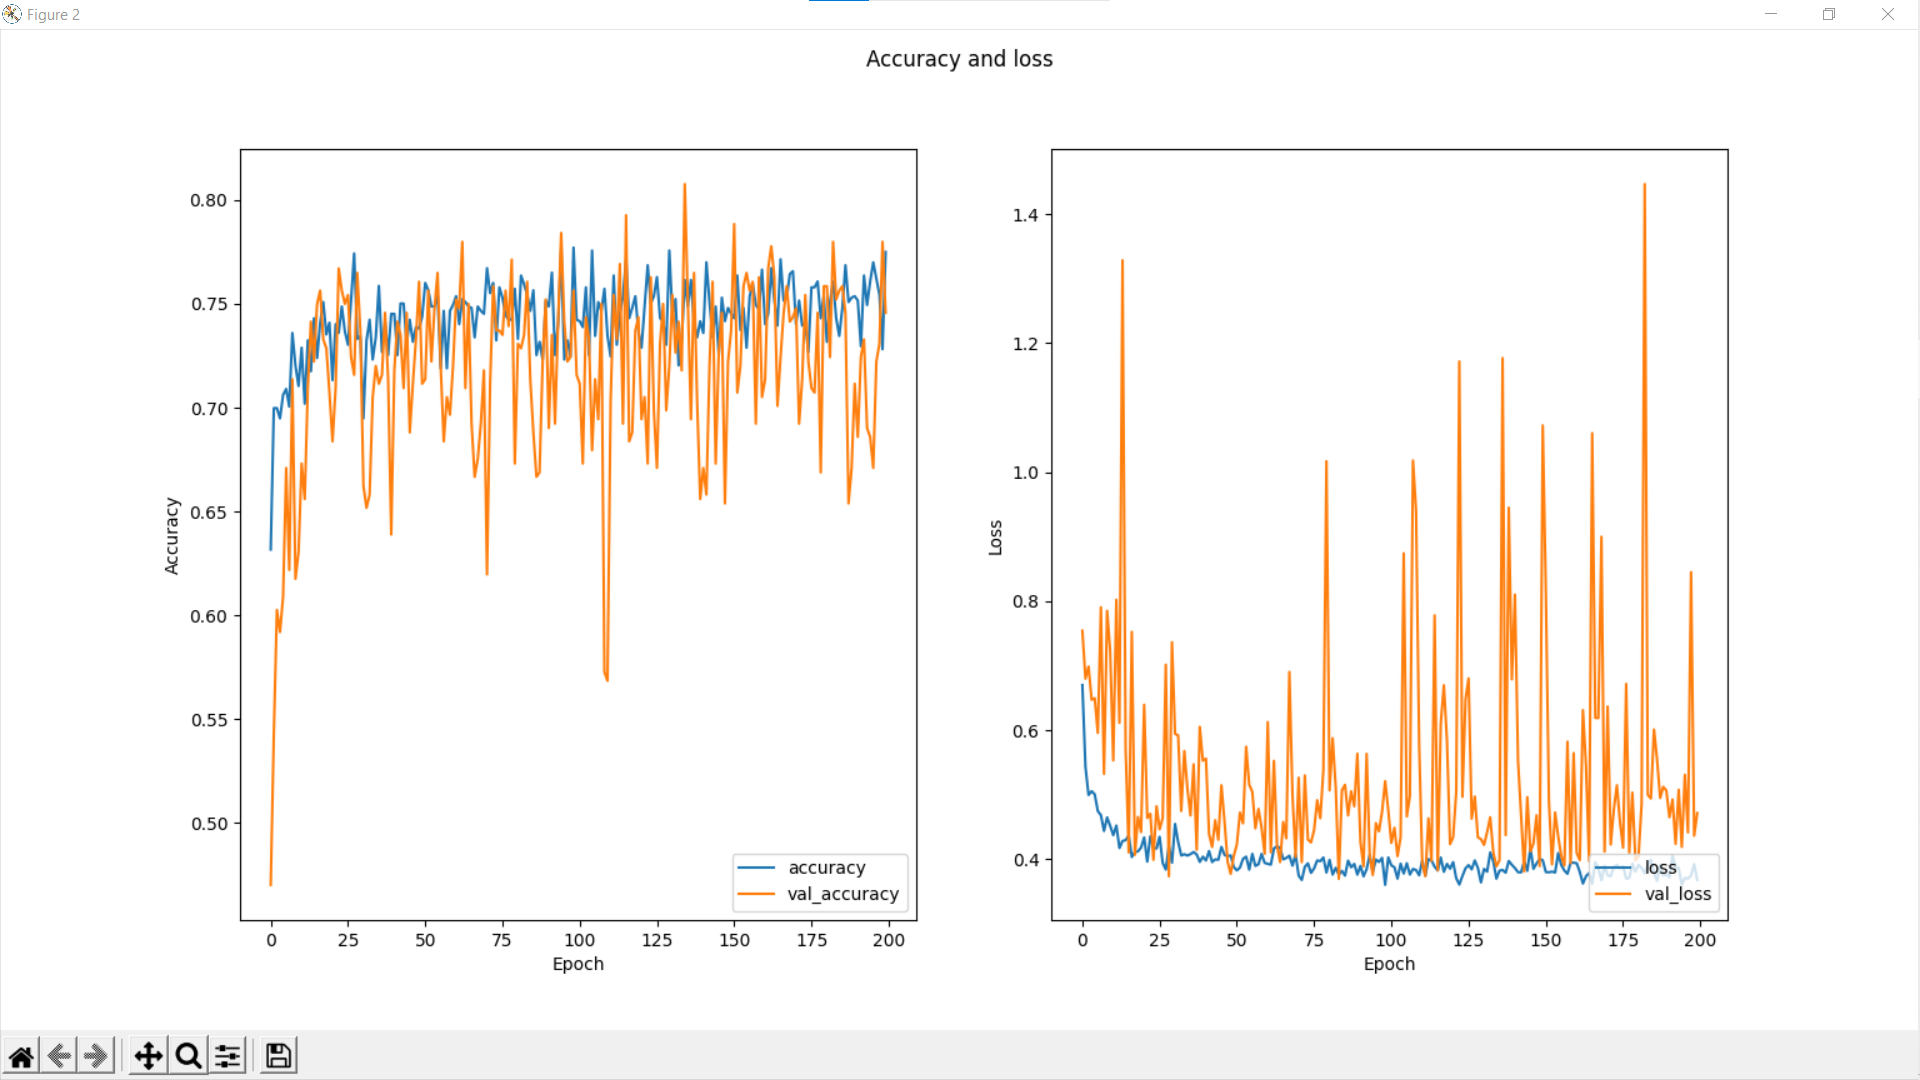 Figure 2
Accuracy and loss
0.80
0.75
0.70
0.65
0.60
0.55
0.50
Accuracy
0 25 50 75 100 125 150 175 200
Epoch
accuracy
val_accuracy
1.4
1.2
1.0
0.8
0.6
0.4
Loss
0 25 50 75 100 125 150 175 200
Epoch
loss
val_loss